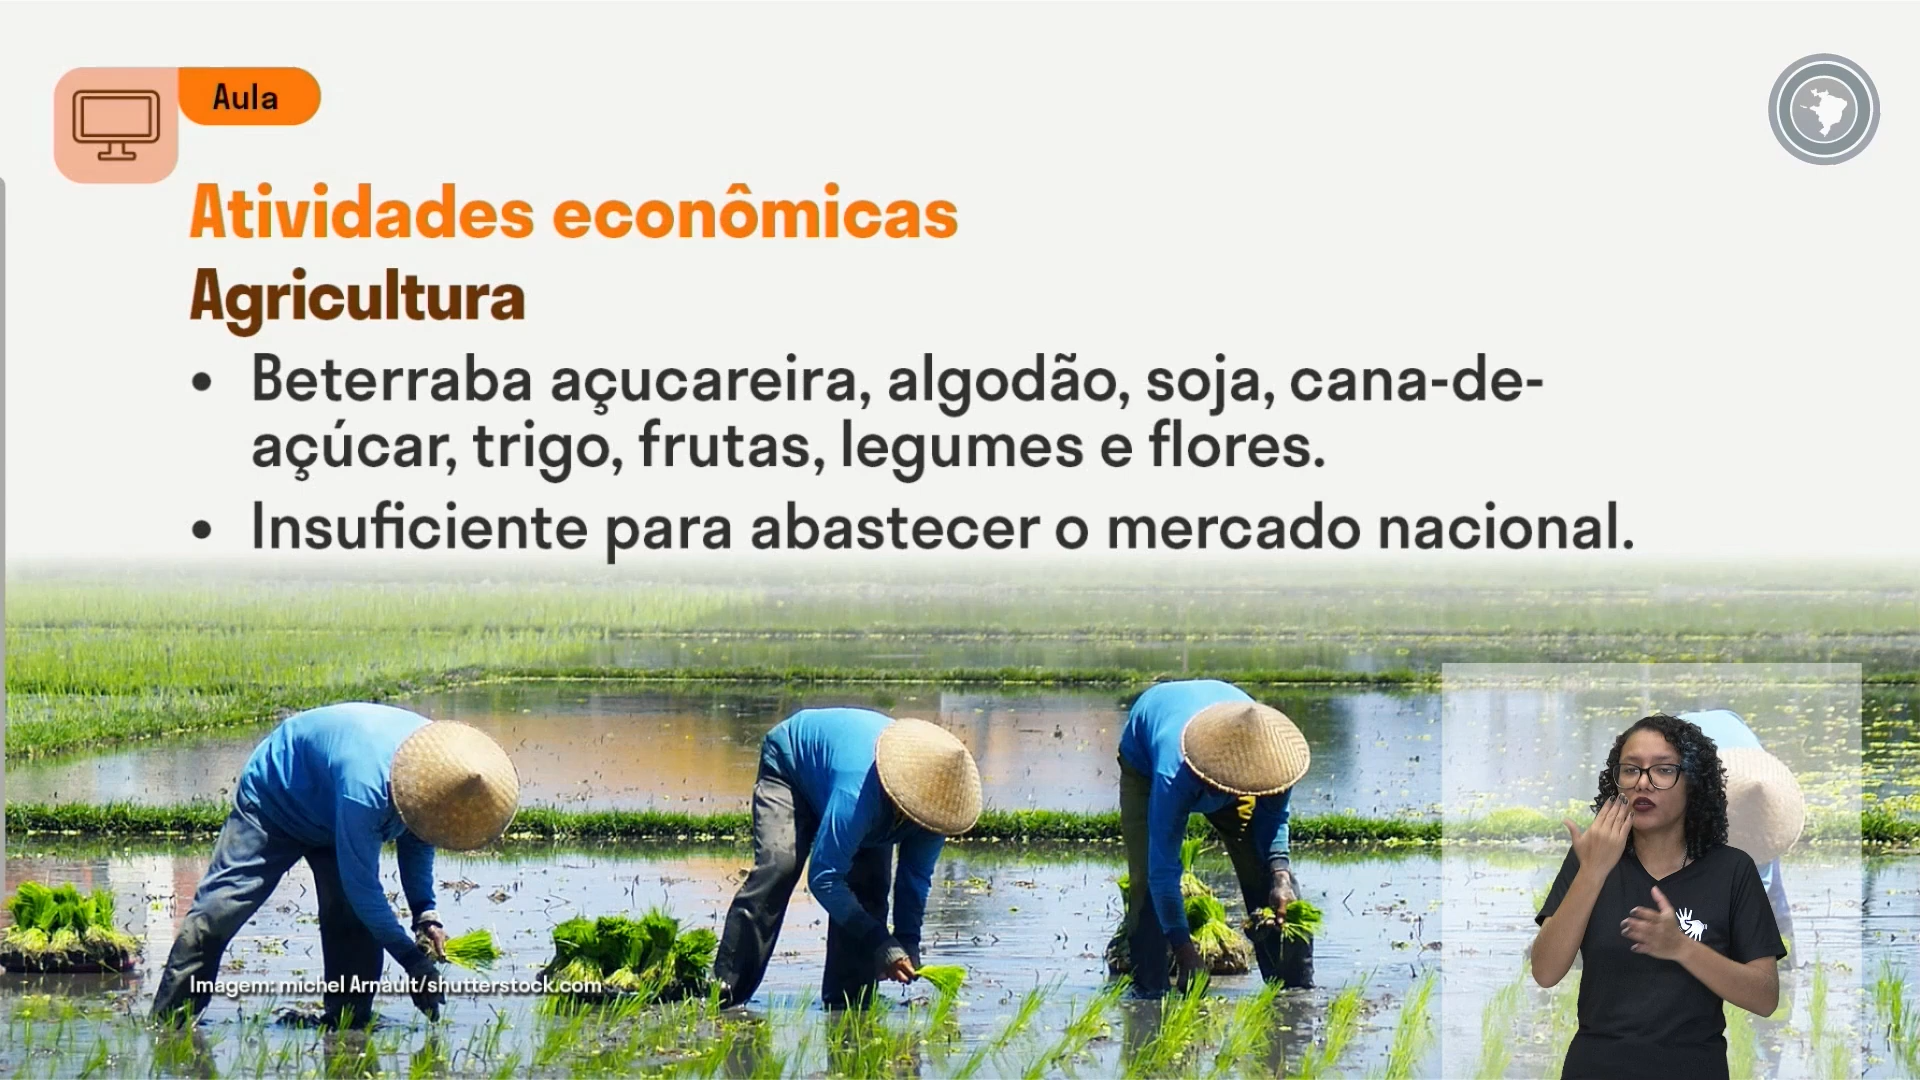 Aula
Atividades econômicas
Agricultura
• Beterraba açucareira, algodão, soja, cana-de-
açúcar, trigo, frutas, legumes e flores.
• Insuficiente para abastecer o mercado nacional.
Imagem: michel Arnault/shutterstock.com